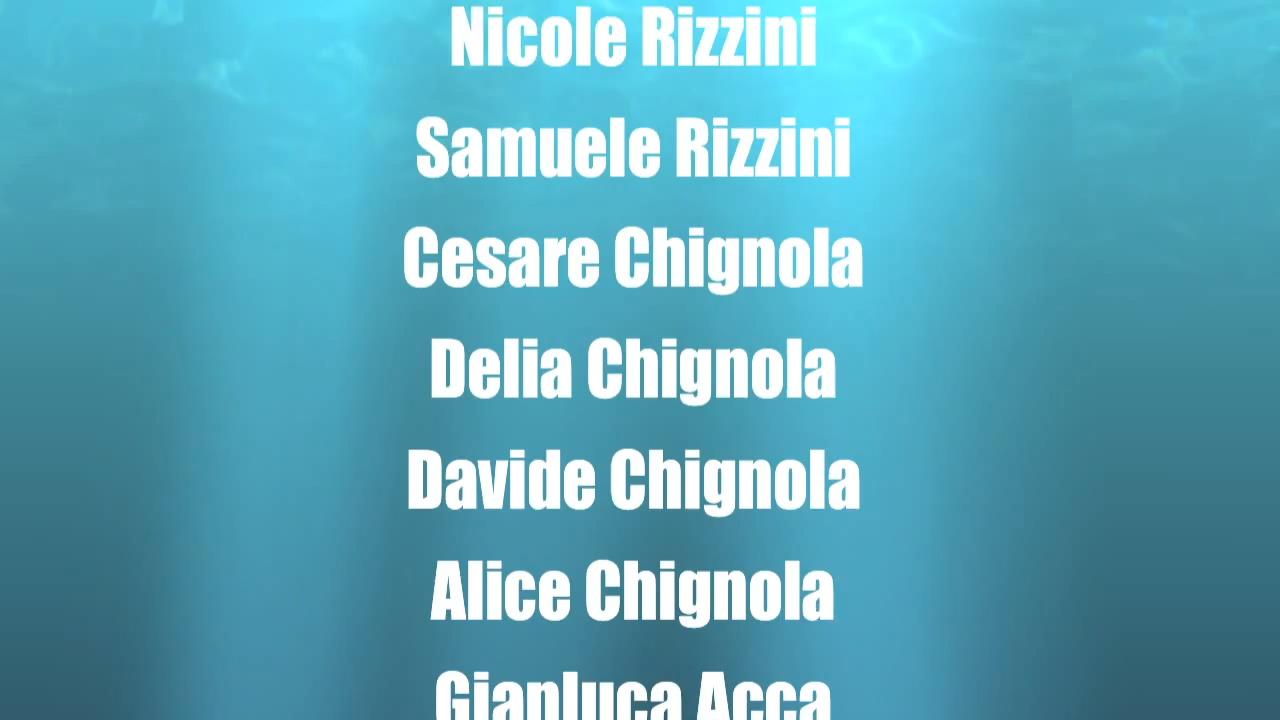 Nicole Rizzini
Samuele Rizzini
Cesare Chignola
Delia Chignola
Davide Chignola
Alice Chignola
Gianluca Acca